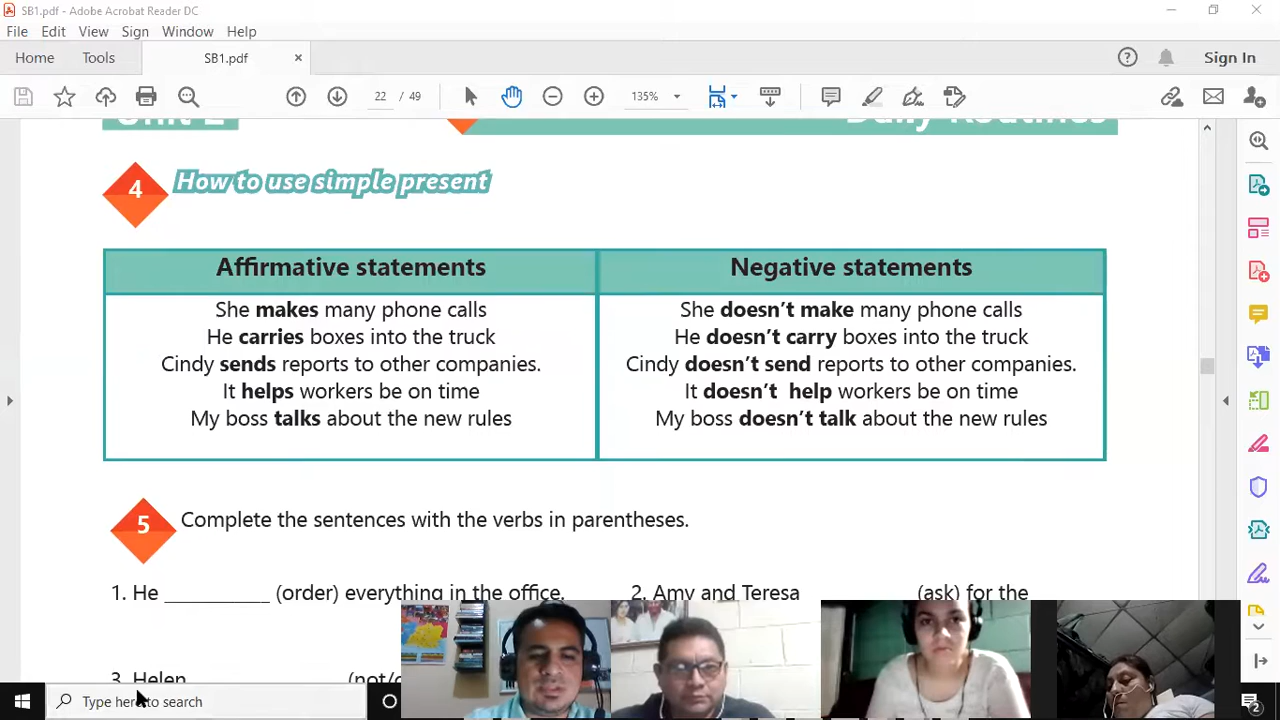 SB1.pdf - Adobe Acrobat Reader DC
File Edit View Sign Window Help
Home Tools SB1.pdf × Sign In
22 / 49 135%
Unit 2 Daily Routines
4 How to use simple present
Affirmative statements
She makes many phone calls
He carries boxes into the truck
Cindy sends reports to other companies.
It helps workers be on time
My boss talks about the new rules
Negative statements
She doesn't make many phone calls
He doesn't carry boxes into the truck
Cindy doesn't send reports to other companies.
It doesn't help workers be on time
My boss doesn't talk about the new rules
5 Complete the sentences with the verbs in parentheses.
1. He __________ (order) everything in the office.
2. Amy and Teresa (ask) for the
3. Helen (not/
Type here to search
2